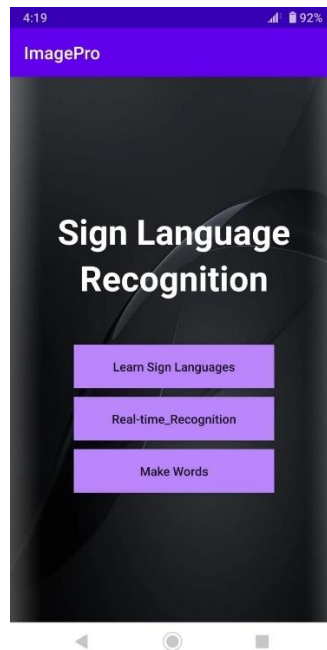 4:19 92%
ImagePro
Sign Language
Recognition
Learn Sign Languages
Real-time_Recognition
Make Words